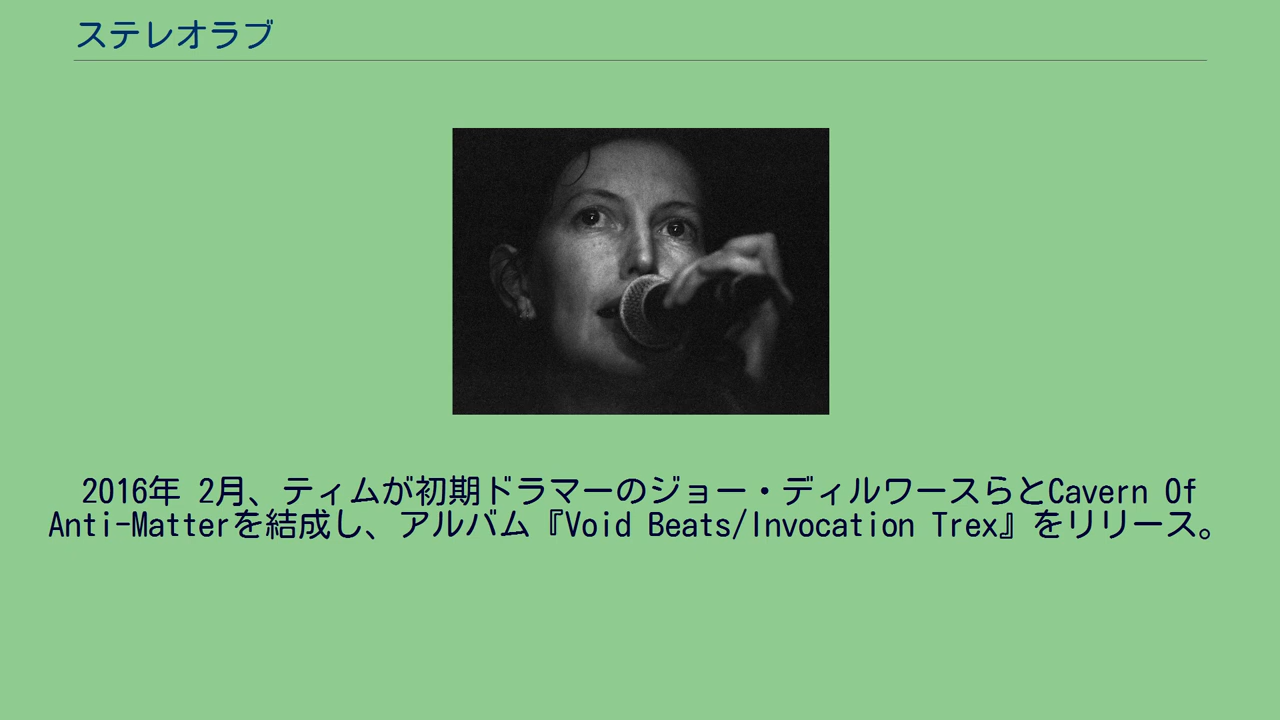 ステレオラブ
2016年 2月、ティムが初期ドラマーのジョー・ディルワースらとCavern Of
Anti-Matterを結成し、アルバム『Void Beats/Invocation Trex』をリリース。